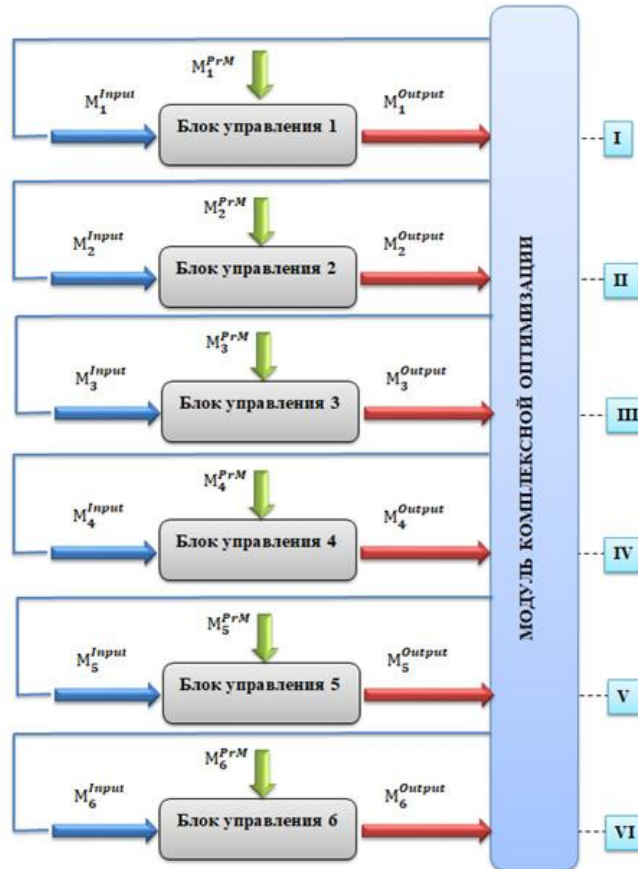 M₁^PrM
M₁^Input
M₁^Output
Блок управления 1
I
M₂^PrM
M₂^Input
M₂^Output
Блок управления 2
II
M₃^PrM
M₃^Input
M₃^Output
Блок управления 3
III
M₄^PrM
M₄^Input
M₄^Output
Блок управления 4
IV
M₅^PrM
M₅^Input
M₅^Output
Блок управления 5
V
M₆^PrM
M₆^Input
M₆^Output
Блок управления 6
VI
МОДУЛЬ КОМПЛЕКСНОЙ ОПТИМИЗАЦИИ